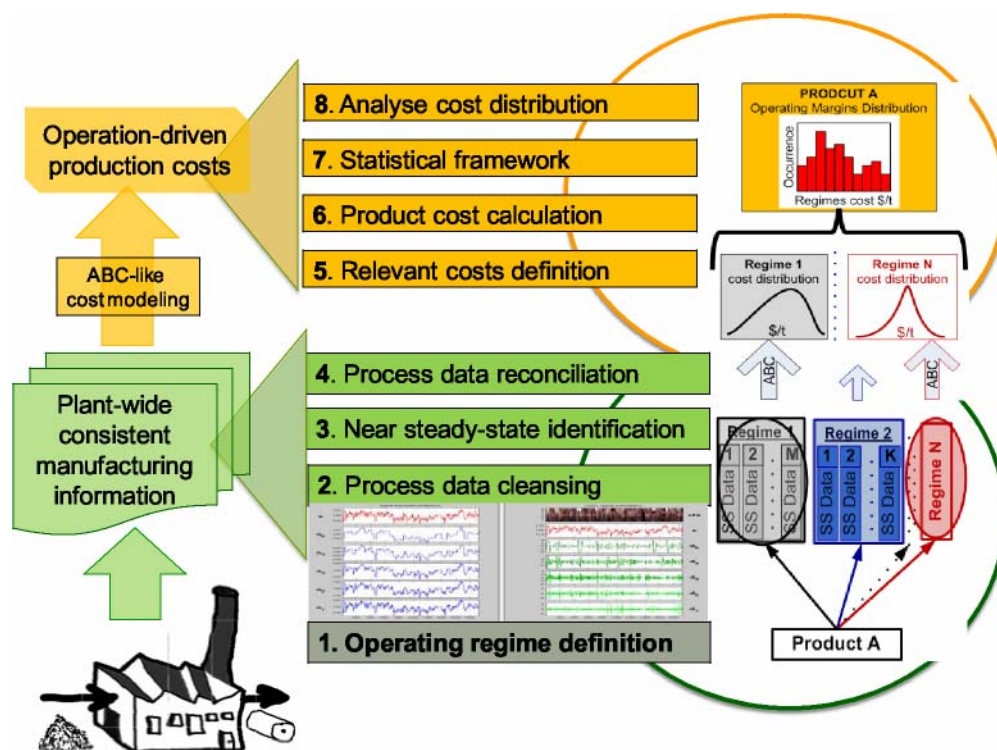 8. Analyse cost distribution
7. Statistical framework
6. Product cost calculation
5. Relevant costs definition
Operation-driven
production costs
ABC-like
cost modeling
4. Process data reconciliation
3. Near steady-state identification
2. Process data cleansing
1. Operating regime definition
Plant-wide
consistent
manufacturing
information
PRODCUT A
Operating Margins Distribution
Occurrence
Regimes cost $/t
Regime 1
cost distribution
$/t
Regime N
cost distribution
$/t
ABC
ABC
Regime 1
1 2 - M
SS Data
SS Data
SS Data
Regime 2
1 2 . K
SS Data
SS Data
SS Data
Regime N
Product A